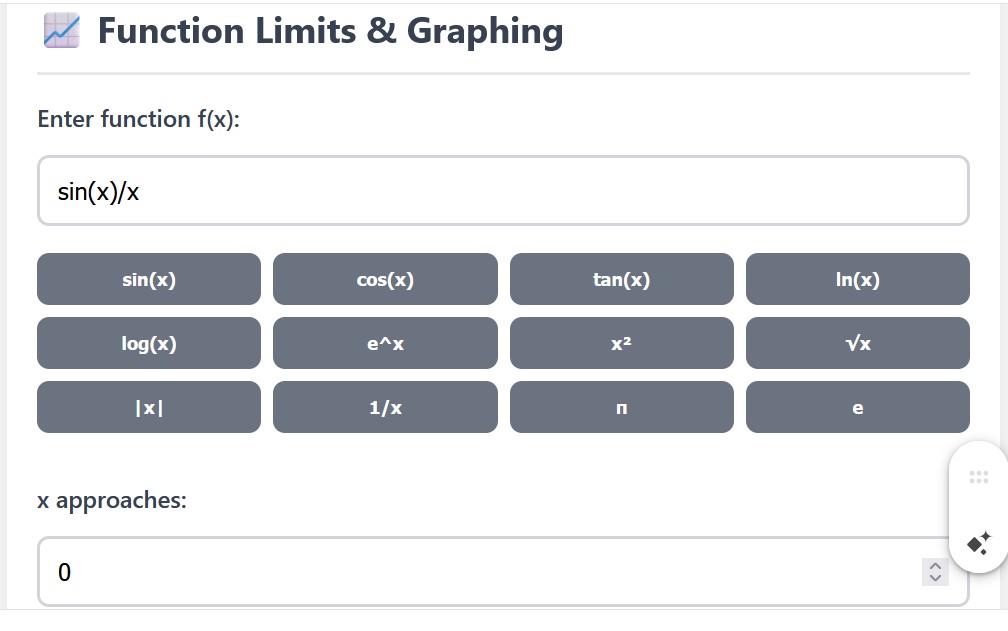 Function Limits & Graphing
Enter function f(x):
sin(x)/x
sin(x) cos(x) tan(x) ln(x)
log(x) e^x x² √x
|x| 1/x π e
x approaches:
0